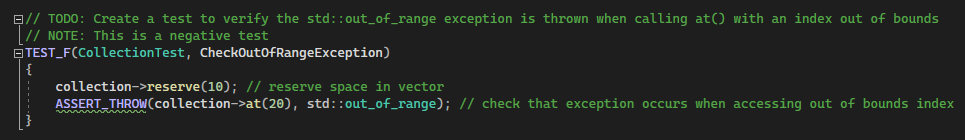 // TODO: Create a test to verify the std::out_of_range exception is thrown when calling at() with an index out of bounds
// NOTE: This is a negative test
TEST_F(CollectionTest, CheckOutOfRangeException)
{
    collection->reserve(10); // reserve space in vector
    ASSERT_THROW(collection->at(20), std::out_of_range); // check that exception occurs when accessing out of bounds index
}